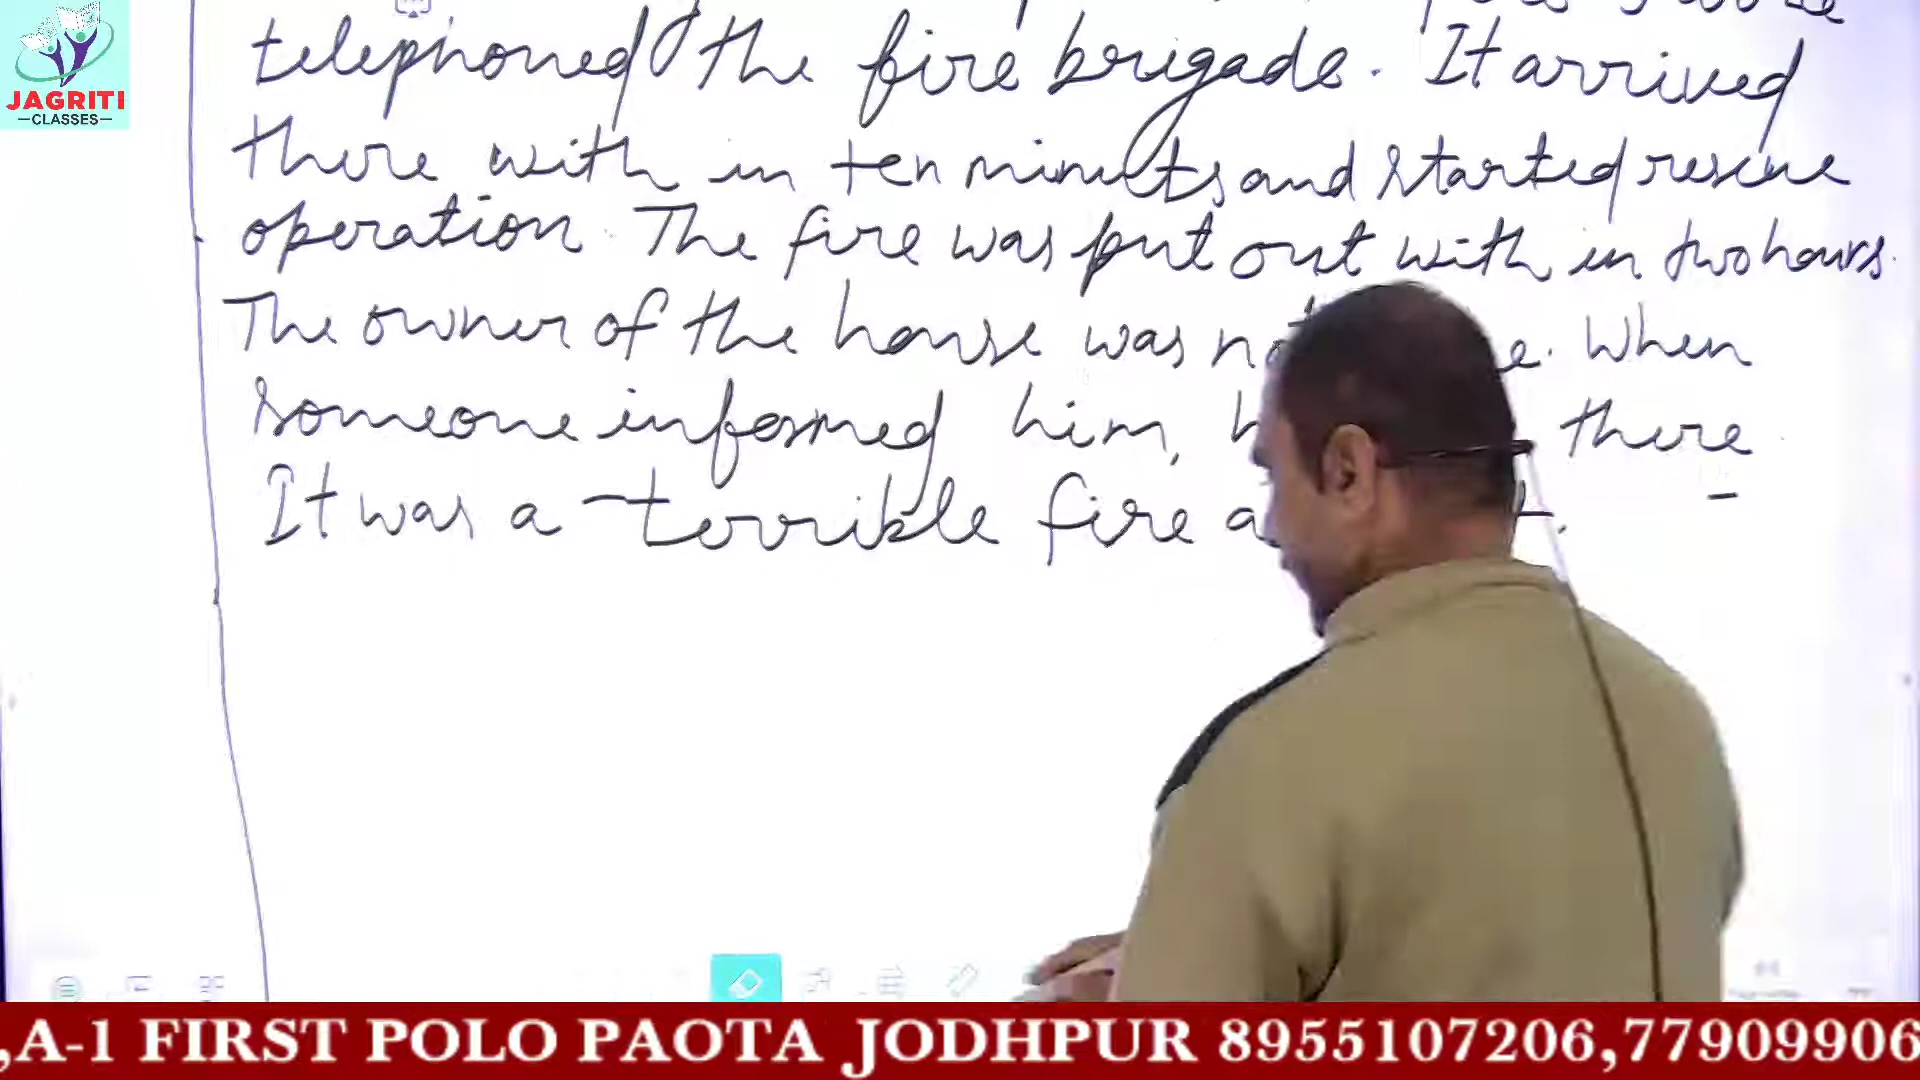 JAGRITI
CLASSES
telephoned the fire brigade. It arrived
there with in ten minuts and started rescue
operation. The fire was put out with in two hours.
The owner of the house was When
someone informed him, there
It was a terrible fire
,A-1 FIRST POLO PAOTA JODHPUR 8955107206,77909906